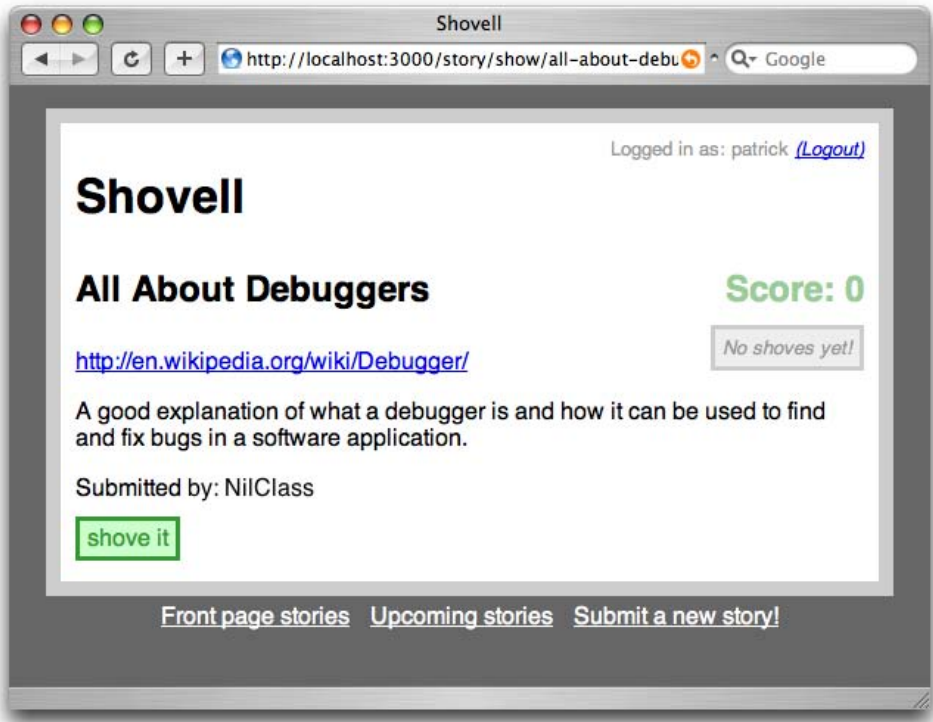 Shovell
http://localhost:3000/story/show/all-about-debu
Google
Logged in as: patrick (Logout)
Shovell
All About Debuggers
Score: 0
No shoves yet!
http://en.wikipedia.org/wiki/Debugger/
A good explanation of what a debugger is and how it can be used to find
and fix bugs in a software application.
Submitted by: NilClass
shove it
Front page stories Upcoming stories Submit a new story!